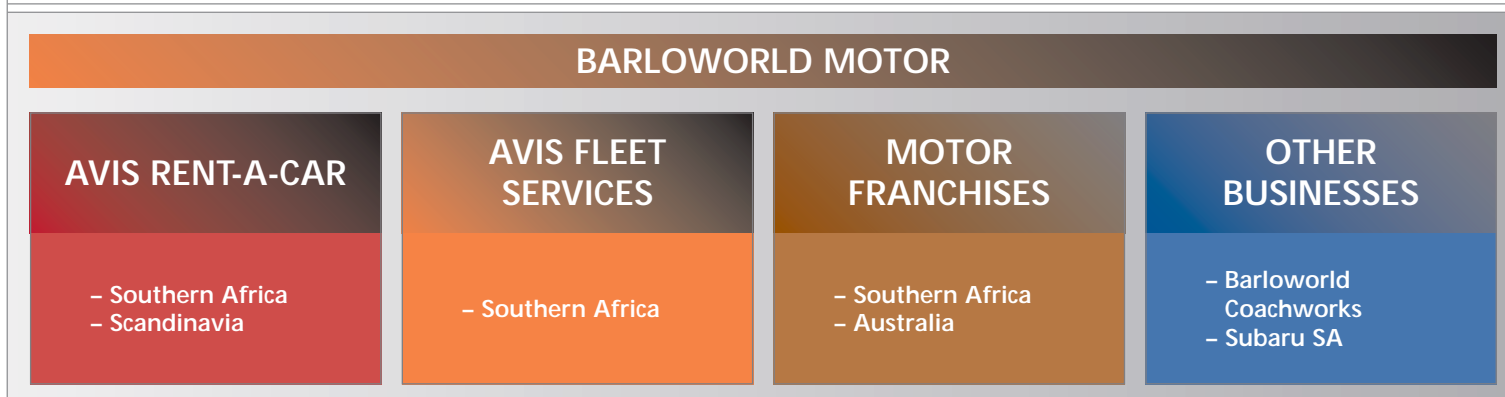 BARLOWORLD MOTOR
AVIS RENT-A-CAR
– Southern Africa
– Scandinavia
AVIS FLEET
SERVICES
– Southern Africa
MOTOR
FRANCHISES
– Southern Africa
– Australia
OTHER
BUSINESSES
– Barloworld
Coachworks
– Subaru SA